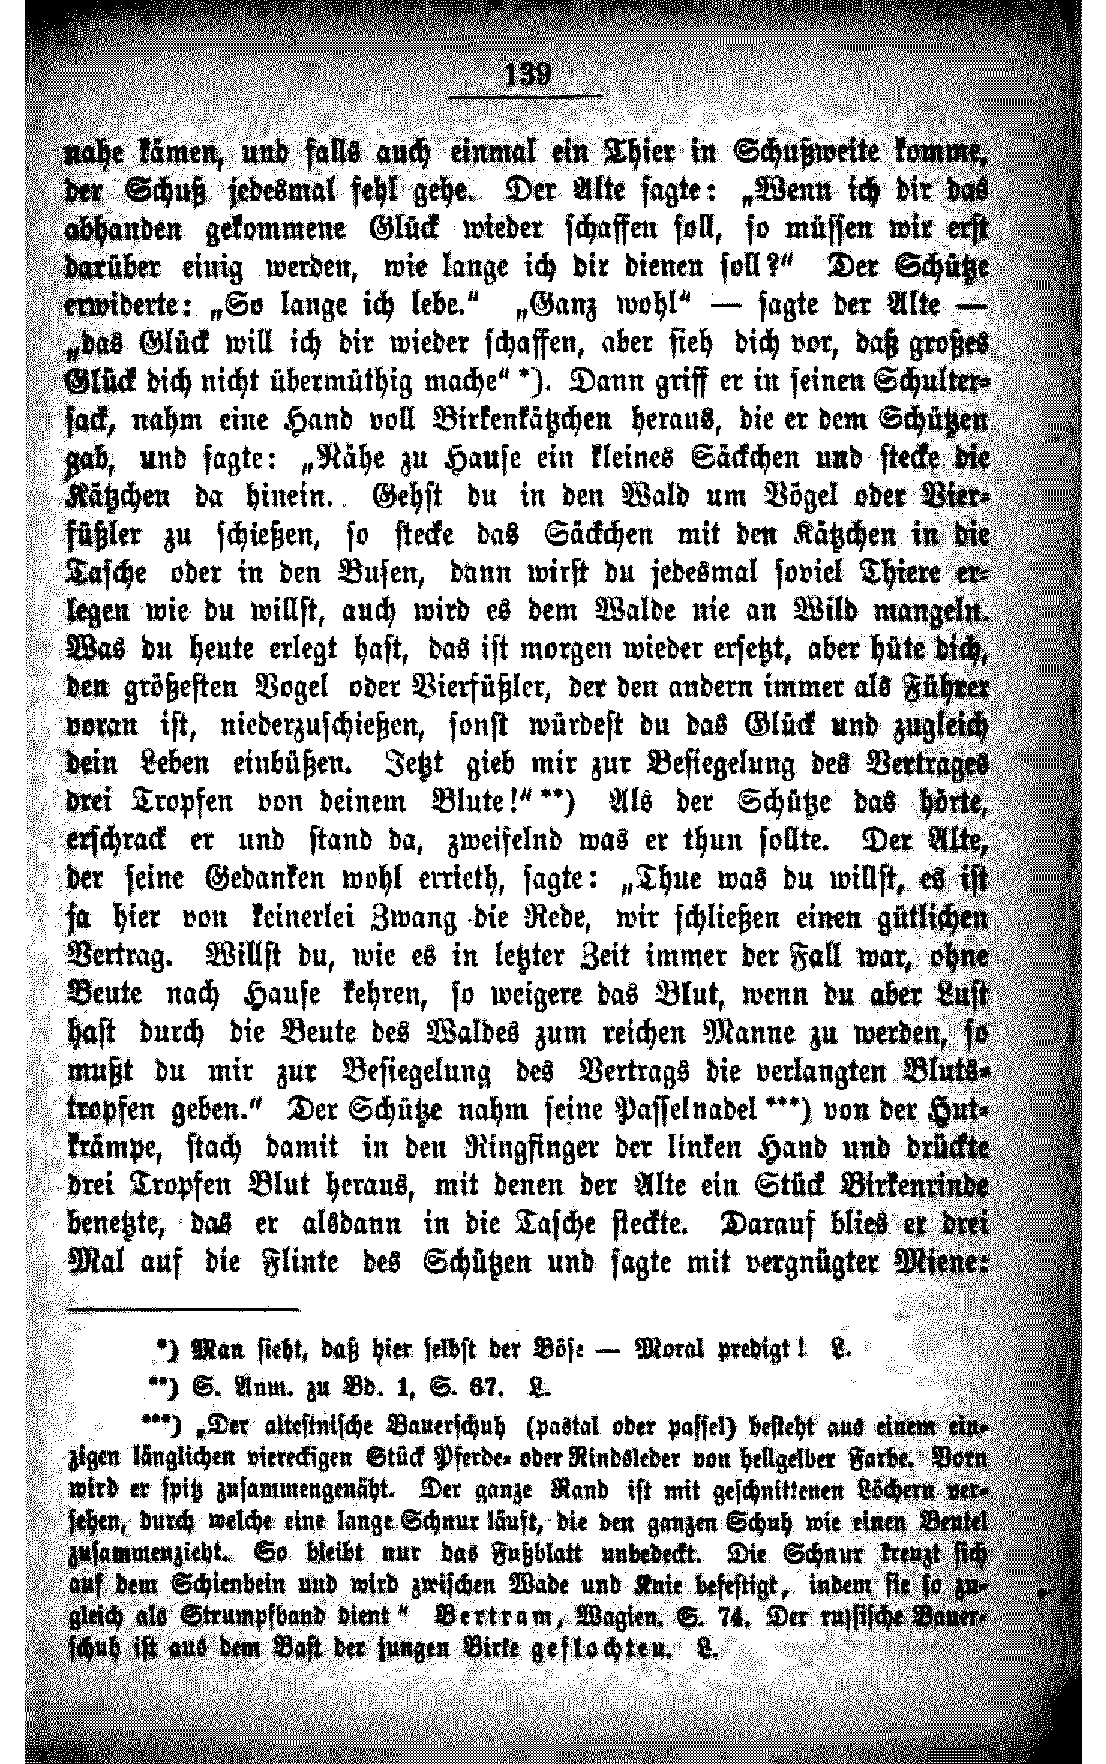 139
nahe kämen, und falls auch einmal ein Thier in Schußweite komme,
der Schuß jedesmal fehl gehe. Der Alte sagte: „Wenn ich dir das
abhanden gekommene Glück wieder schaffen soll, so müssen wir erst
darüber einig werden, wie lange ich dir dienen soll?“ Der Schütze
erwiderte: „So lange ich lebe.“ „Ganz wohl“ — sagte der Alte —
„das Glück will ich dir wieder schaffen, aber sieh dich vor, daß großes
Glück dich nicht übermüthig mache“ *). Dann griff er in seinen Schulter-
sack, nahm eine Hand voll Birkenkätzchen heraus, die er dem Schützen
gab, und sagte: „Nähe zu Hause ein kleines Säckchen und stecke die
Kätzchen da hinein. Gehst du in den Wald um Vögel oder Vier-
füßler zu schießen, so stecke das Säckchen mit den Kätzchen in die
Tasche oder in den Busen, dann wirst du jedesmal soviel Thiere er-
legen wie du willst, auch wird es dem Walde nie an Wild mangeln.
Was du heute erlegt hast, das ist morgen wieder ersetzt, aber hüte dich,
den größesten Vogel oder Vierfüßler, der den andern immer als Führer
voran ist, niederzuschießen, sonst würdest du das Glück und zugleich
dein Leben einbüßen. Jetzt gieb mir zur Besiegelung des Vertrages
drei Tropfen von deinem Blute!“ **) Als der Schütze das hörte,
erschrack er und stand da, zweifelnd was er thun sollte. Der Alte,
der seine Gedanken wohl errieth, sagte: „Thue was du willst, es ist
ja hier von keinerlei Zwang die Rede, wir schließen einen gütlichen
Vertrag. Willst du, wie es in letzter Zeit immer der Fall war, ohne
Beute nach Hause kehren, so weigere das Blut, wenn du aber Lust
hast durch die Beute des Waldes zum reichen Manne zu werden, so
mußt du mir zur Besiegelung des Vertrags die verlangten Bluts-
tropfen geben.“ Der Schütze nahm seine Passelnadel ***) von der Hut-
krämpe, stach damit in den Ringfinger der linken Hand und drückte
drei Tropfen Blut heraus, mit denen der Alte ein Stück Birkenrinde
benetzte, das er alsdann in die Tasche steckte. Darauf blies er drei
Mal auf die Flinte des Schützen und sagte mit vergnügter Miene:
*) Man sieht, daß hier selbst der Böse — Moral predigt! L.
**) S. Anm. zu Bd. 1, S. 67. L.
***) „Der altestnische Bauerschuh (pastal oder passel) besteht aus einem ein-
zigen länglichen viereckigen Stück Pferde- oder Rindsleder von hellgelber Farbe. Vorn
wird er spitz zusammengenäht. Der ganze Rand ist mit geschnittenen Löchern ver-
sehen, durch welche eine lange Schnur läuft, die den ganzen Schuh wie einen Beutel
zusammenzieht. So bleibt nur das Fußblatt unbedeckt. Die Schnur kreuzt sich
auf dem Schienbein und wird zwischen Wade und Knie befestigt, indem sie so zu-
gleich als Strumpfband dient“ Bertram, Wagien. S. 74. Der russische Bauer-
schuh ist aus dem Bast der jungen Birke geflochten. L.